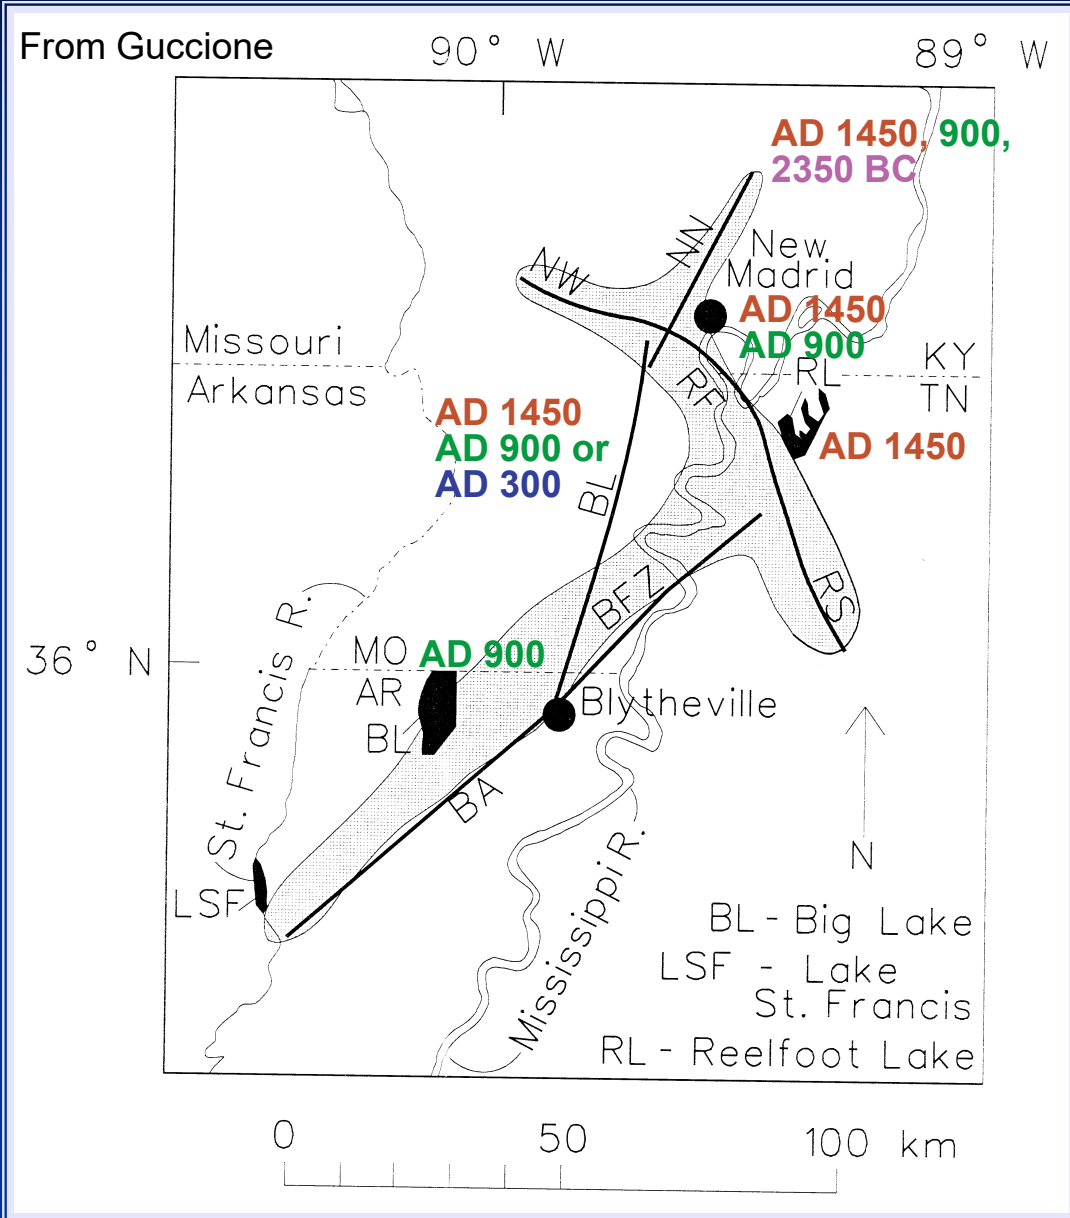 From Guccione
90° W
89° W
AD 1450, 900,
2350 BC
NN
New
Madrid
NW
AD 1450
AD 900
Missouri
Arkansas
KY
TN
RL
RF
AD 1450
AD 900 or
AD 300
AD 1450
BL
BFZ
RS
St. Francis R.
36° N
MO
AD 900
AR
BL
Blytheville
BA
LSF
Mississippi R.
N
BL - Big Lake
LSF - Lake
St. Francis
RL - Reelfoot Lake
0 50 100 km